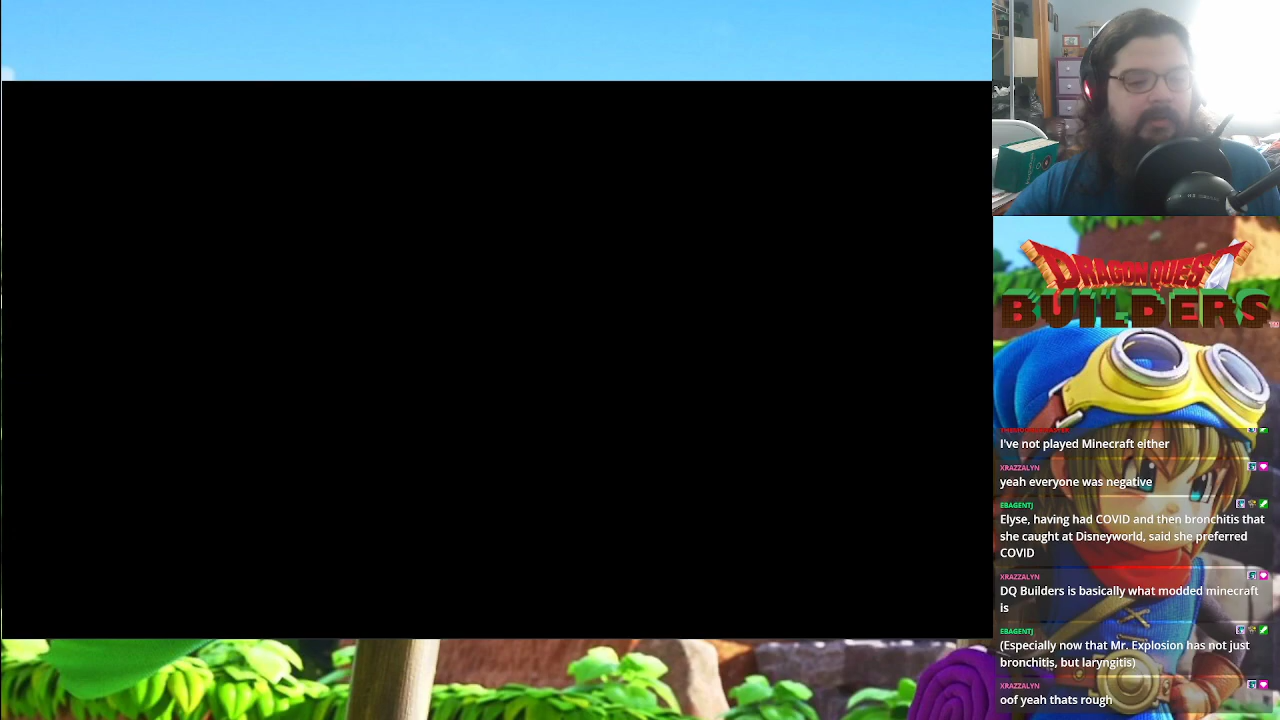 DRAGON QUEST
BUILDERS
I've not played Minecraft either
XRAZZALYN
yeah everyone was negative
EBAGENTJ
Elyse, having had COVID and then bronchitis that
she caught at Disneyworld, said she preferred
COVID
XRAZZALYN
DQ Builders is basically what modded minecraft
is
EBAGENTJ
(Especially now that Mr. Explosion has not just
bronchitis, but laryngitis)
XRAZZALYN
oof yeah thats rough